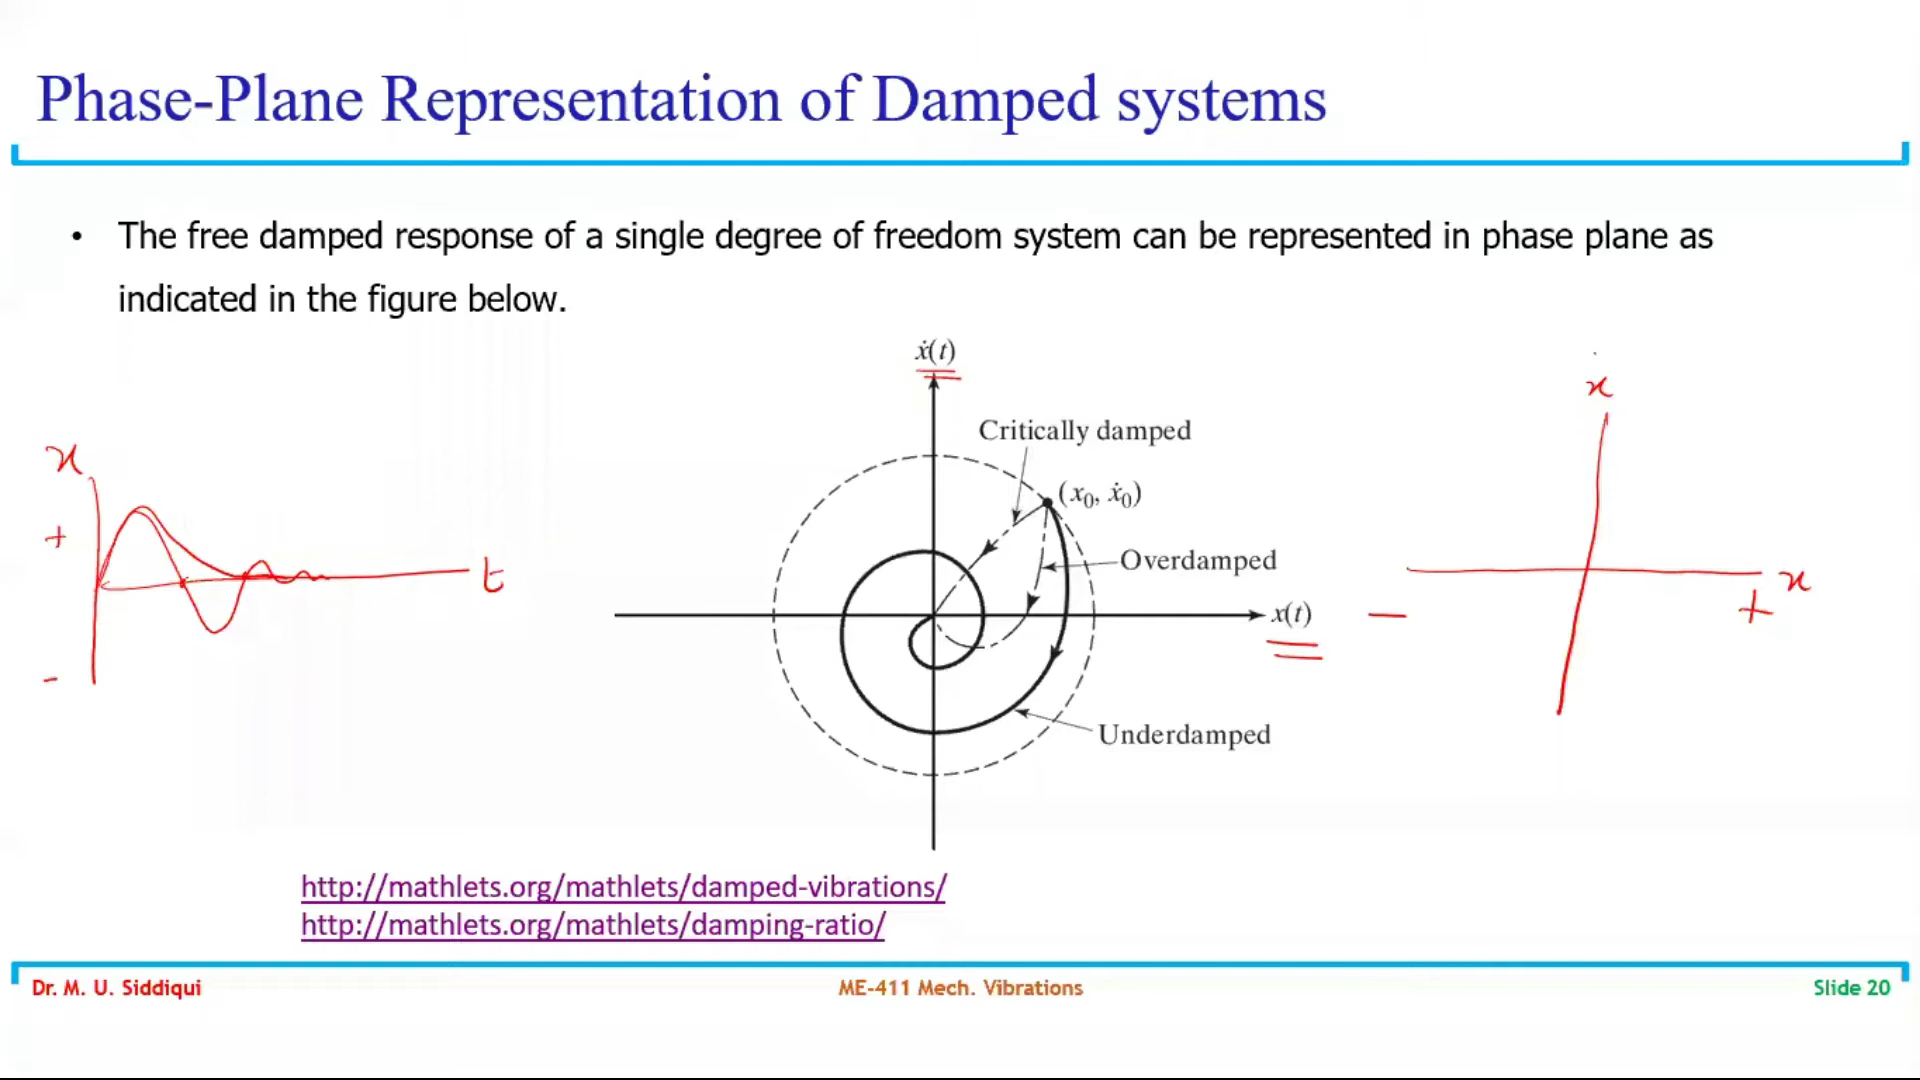 Phase-Plane Representation of Damped systems
• The free damped response of a single degree of freedom system can be represented in phase plane as
indicated in the figure below.
ẋ(t)
Critically damped
(x₀, ẋ₀)
Overdamped
x(t)
Underdamped
x
+
-
t
ẋ
x
-
+
http://mathlets.org/mathlets/damped-vibrations/
http://mathlets.org/mathlets/damping-ratio/
Dr. M. U. Siddiqui
ME-411 Mech. Vibrations
Slide 20